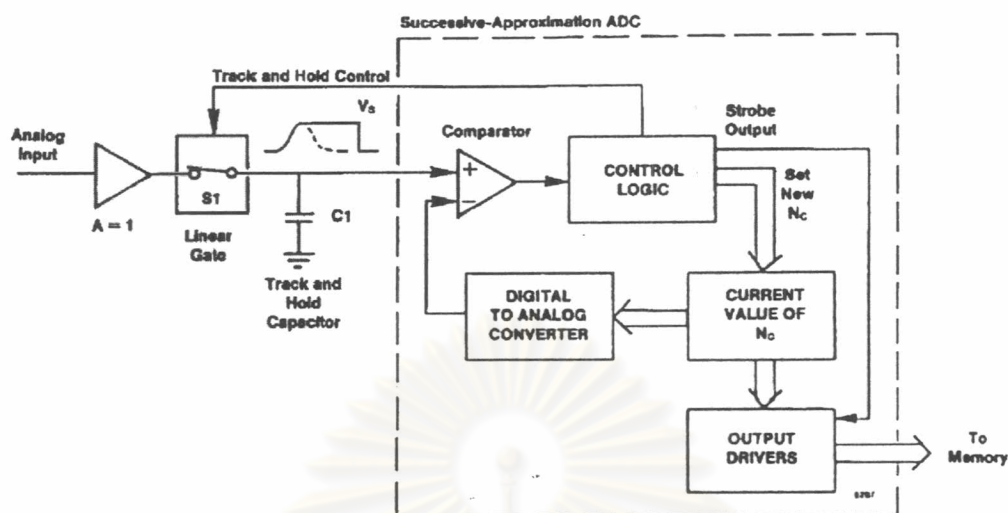 Successive-Approximation ADC
Track and Hold Control
Vs
Strobe
Output
Analog
Input
Comparator
+
−
CONTROL
LOGIC
Set
New
Nc
S1
C1
A = 1
Linear
Gate
Track and
Hold
Capacitor
DIGITAL
TO ANALOG
CONVERTER
CURRENT
VALUE OF
Nc
OUTPUT
DRIVERS
To
Memory